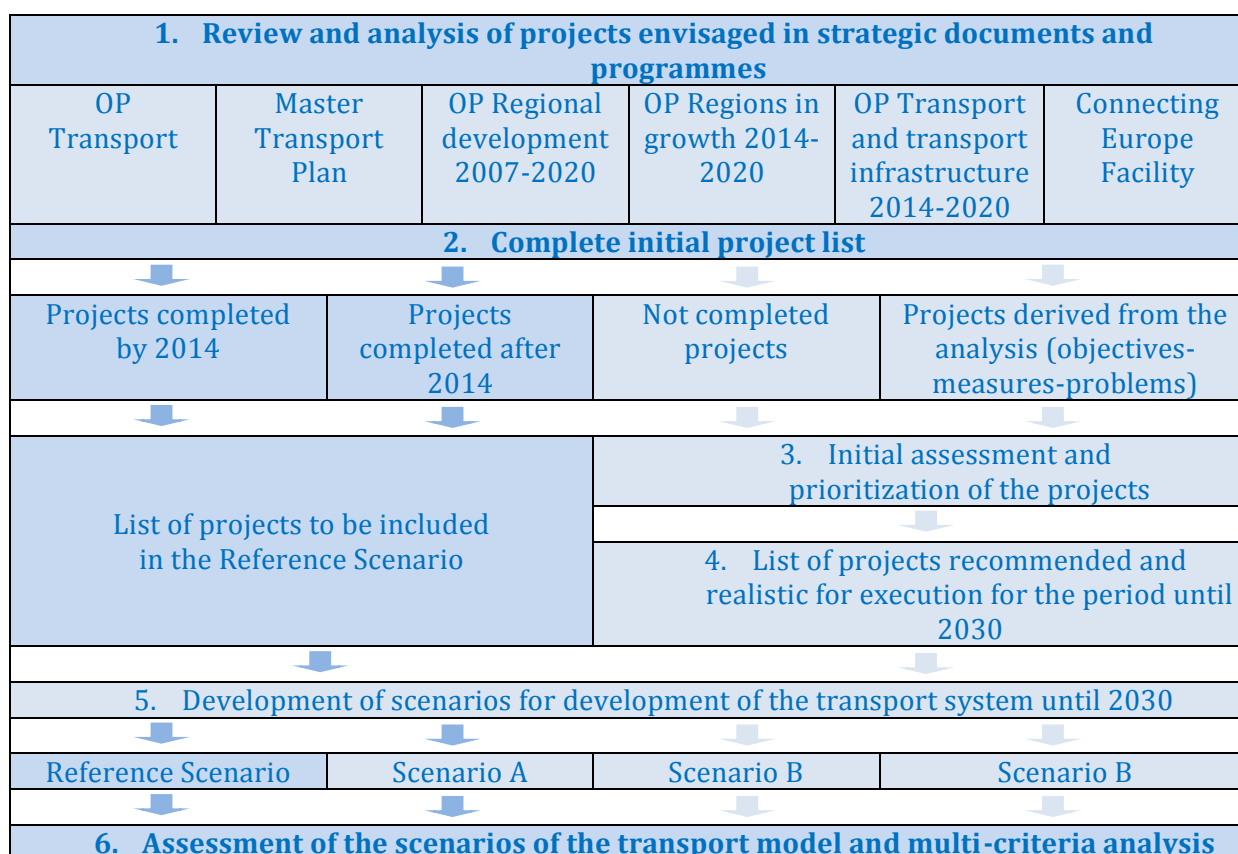 1. Review and analysis of projects envisaged in strategic documents and
programmes
OP
Transport
Master
Transport
Plan
OP Regional
development
2007-2020
OP Regions in
growth 2014-
2020
OP Transport
and transport
infrastructure
2014-2020
Connecting
Europe
Facility
2. Complete initial project list
Projects completed
by 2014
Projects
completed after
2014
Not completed
projects
Projects derived from the
analysis (objectives-
measures-problems)
List of projects to be included
in the Reference Scenario
3. Initial assessment and
prioritization of the projects
4. List of projects recommended and
realistic for execution for the period until
2030
5. Development of scenarios for development of the transport system until 2030
Reference Scenario
Scenario A
Scenario B
Scenario B
6. Assessment of the scenarios of the transport model and multi-criteria analysis